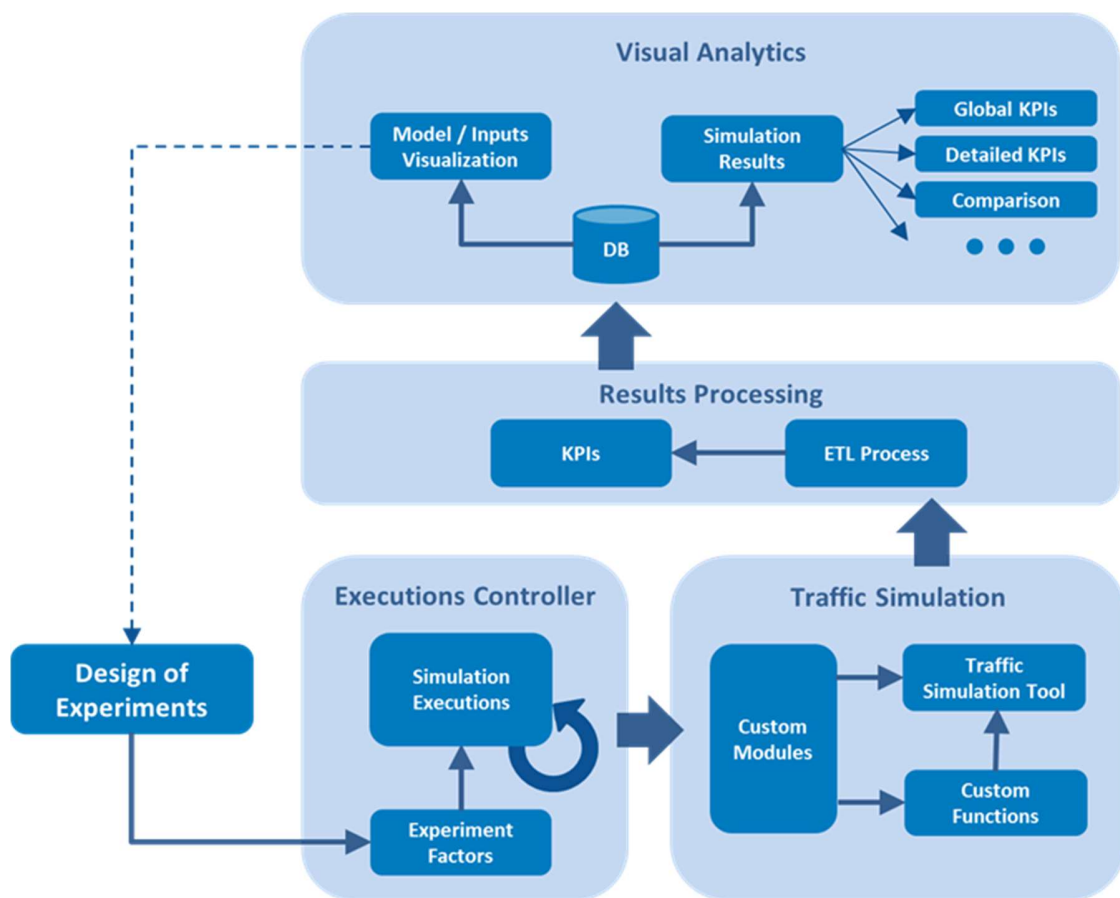 Visual Analytics
Model / Inputs
Visualization
Simulation
Results
Global KPIs
Detailed KPIs
Comparison
DB
Results Processing
KPIs
ETL Process
Executions Controller
Simulation
Executions
Experiment
Factors
Traffic Simulation
Custom
Modules
Traffic
Simulation Tool
Custom
Functions
Design of
Experiments